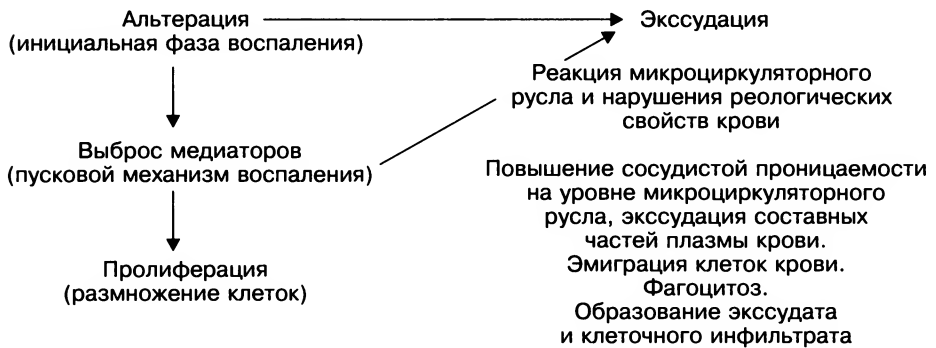 Альтерация
(инициальная фаза воспаления)
Экссудация
Реакция микроциркуляторного
русла и нарушения реологических
свойств крови
Выброс медиаторов
(пусковой механизм воспаления)
Повышение сосудистой проницаемости
на уровне микроциркуляторного
русла, экссудация составных
частей плазмы крови.
Эмиграция клеток крови.
Фагоцитоз.
Образование экссудата
и клеточного инфильтрата
Пролиферация
(размножение клеток)